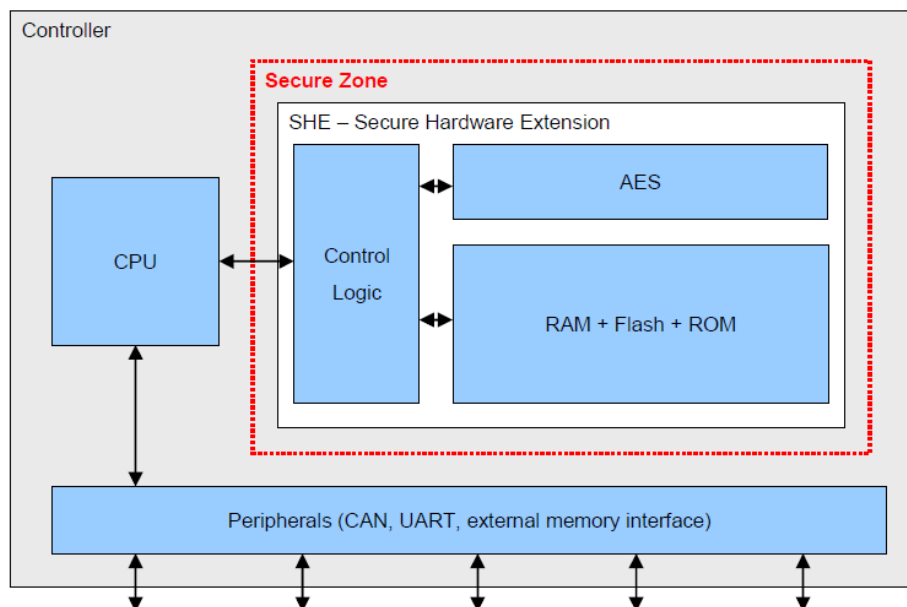 Controller
Secure Zone
SHE – Secure Hardware Extension
AES
CPU
Control
Logic
RAM + Flash + ROM
Peripherals (CAN, UART, external memory interface)